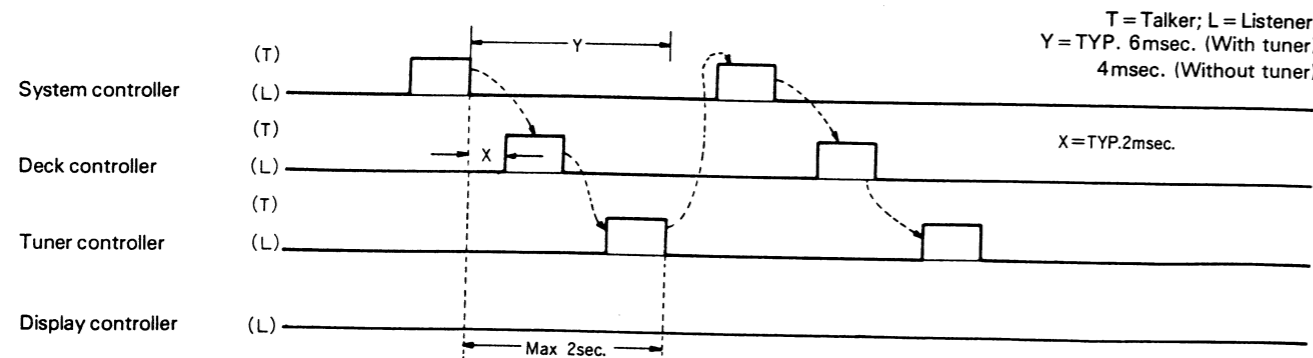 T = Talker; L = Listener
Y = TYP. 6msec. (With tuner
4msec. (Without tuner
Y
(T)
System controller (L)
(T)
X = TYP. 2msec.
X
Deck controller (L)
(T)
Tuner controller (L)
Display controller (L)
Max 2sec.